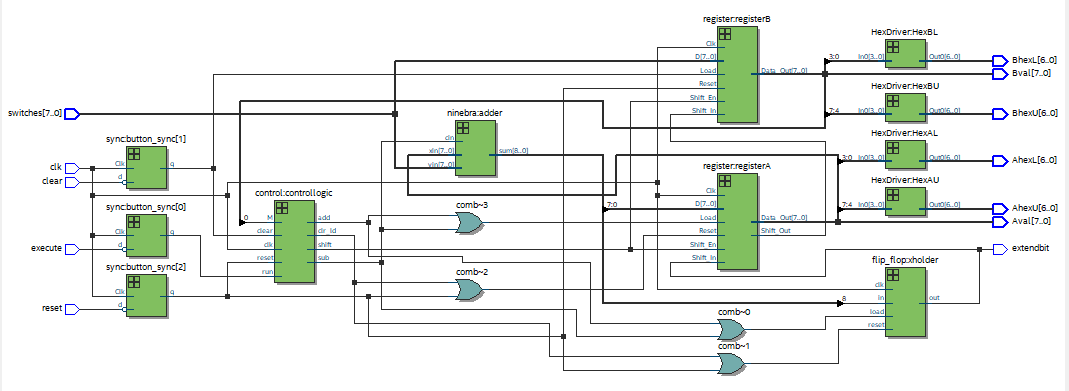 register:registerB
Clk
D[7..0]
Load
Reset
Shift_En
Shift_In
Data_Out[7..0]
HexDriver:HexBL
3:0
In0[3..0]
Out0[6..0]
BhexL[6..0]
Bval[7..0]
HexDriver:HexBU
7:4
In0[3..0]
Out0[6..0]
BhexU[6..0]
switches[7..0]
ninebra:adder
cin
xin[7..0]
yin[7..0]
sum[8..0]
HexDriver:HexAL
3:0
In0[3..0]
Out0[6..0]
AhexL[6..0]
sync:button_sync[1]
Clk
d
q
clk
clear
register:registerA
Clk
D[7..0]
Load
Reset
Shift_En
Shift_In
Data_Out[7..0]
Shift_Out
7:0
HexDriver:HexAU
7:4
In0[3..0]
Out0[6..0]
AhexU[6..0]
Aval[7..0]
control:controllogic
0
M
clear
clk
reset
run
add
clr_ld
shift
sub
comb~3
sync:button_sync[0]
Clk
d
q
execute
extendbit
sync:button_sync[2]
Clk
d
q
reset
comb~2
flip_flop:xholder
clk
8
in
load
reset
out
comb~0
comb~1